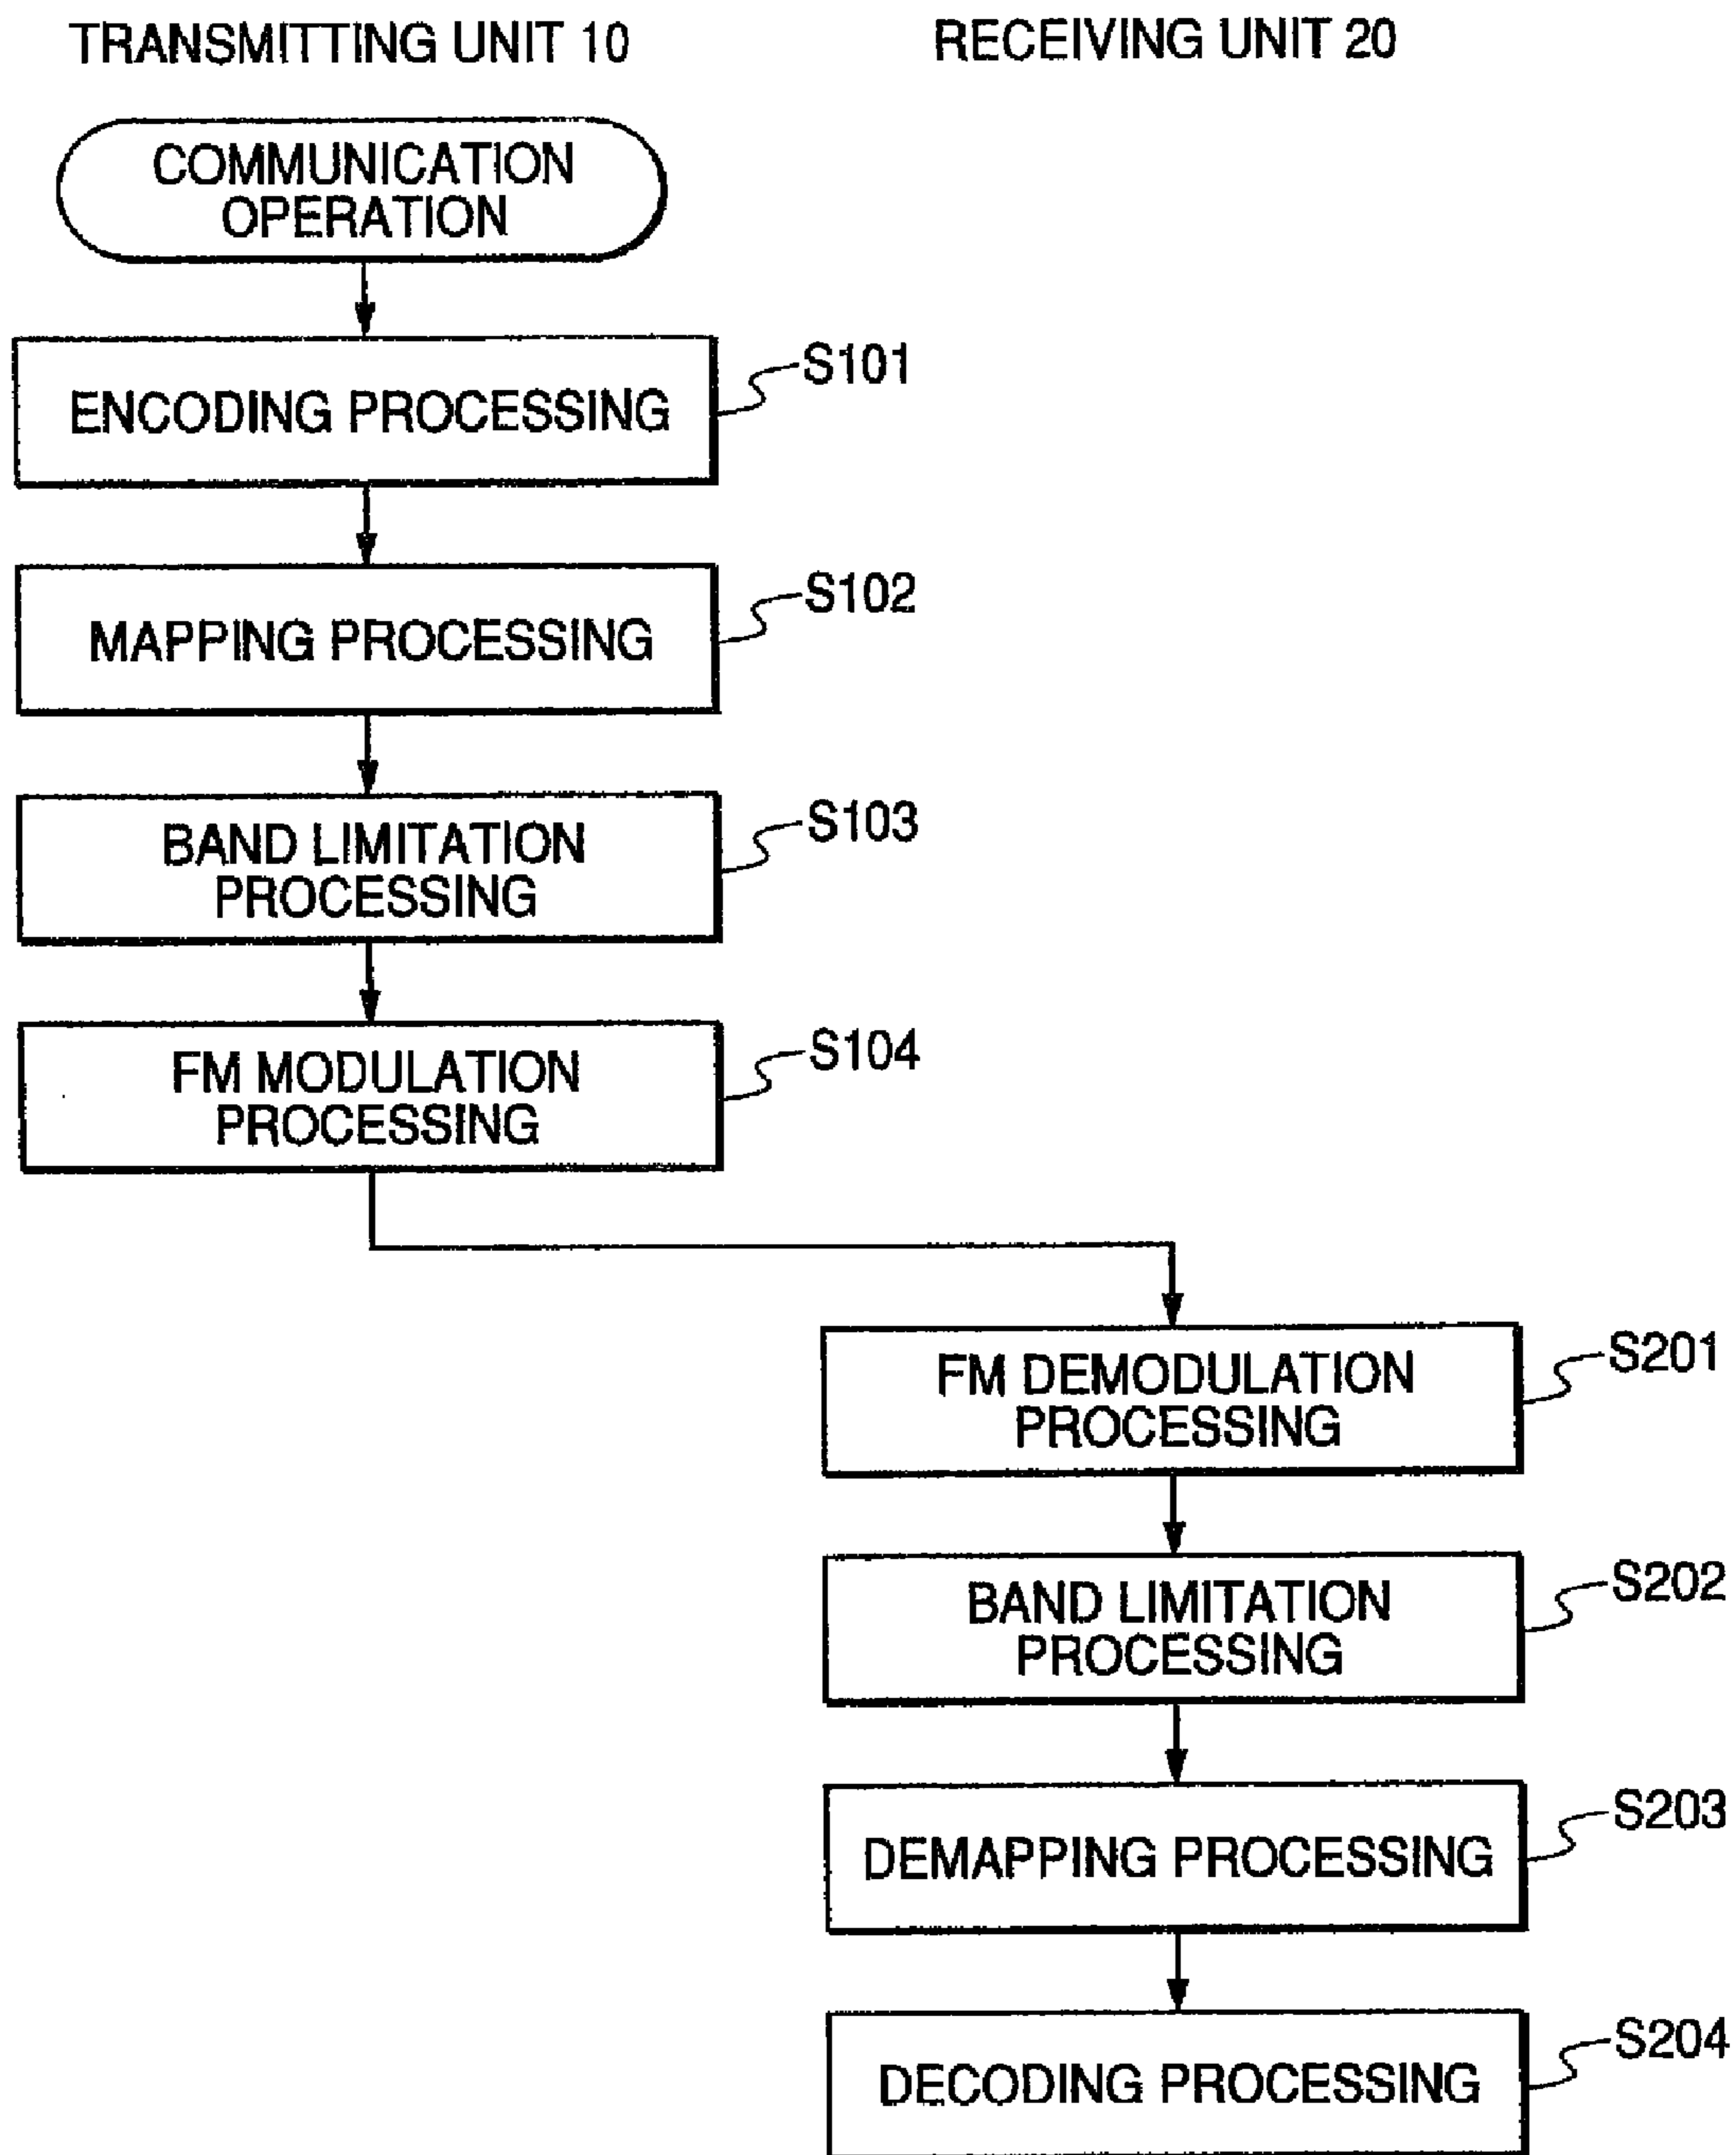 TRANSMITTING UNIT 10
RECEIVING UNIT 20
COMMUNICATION
OPERATION
ENCODING PROCESSING
S101
MAPPING PROCESSING
S102
BAND LIMITATION
PROCESSING
S103
FM MODULATION
PROCESSING
S104
FM DEMODULATION
PROCESSING
S201
BAND LIMITATION
PROCESSING
S202
DEMAPPING PROCESSING
S203
DECODING PROCESSING
S204